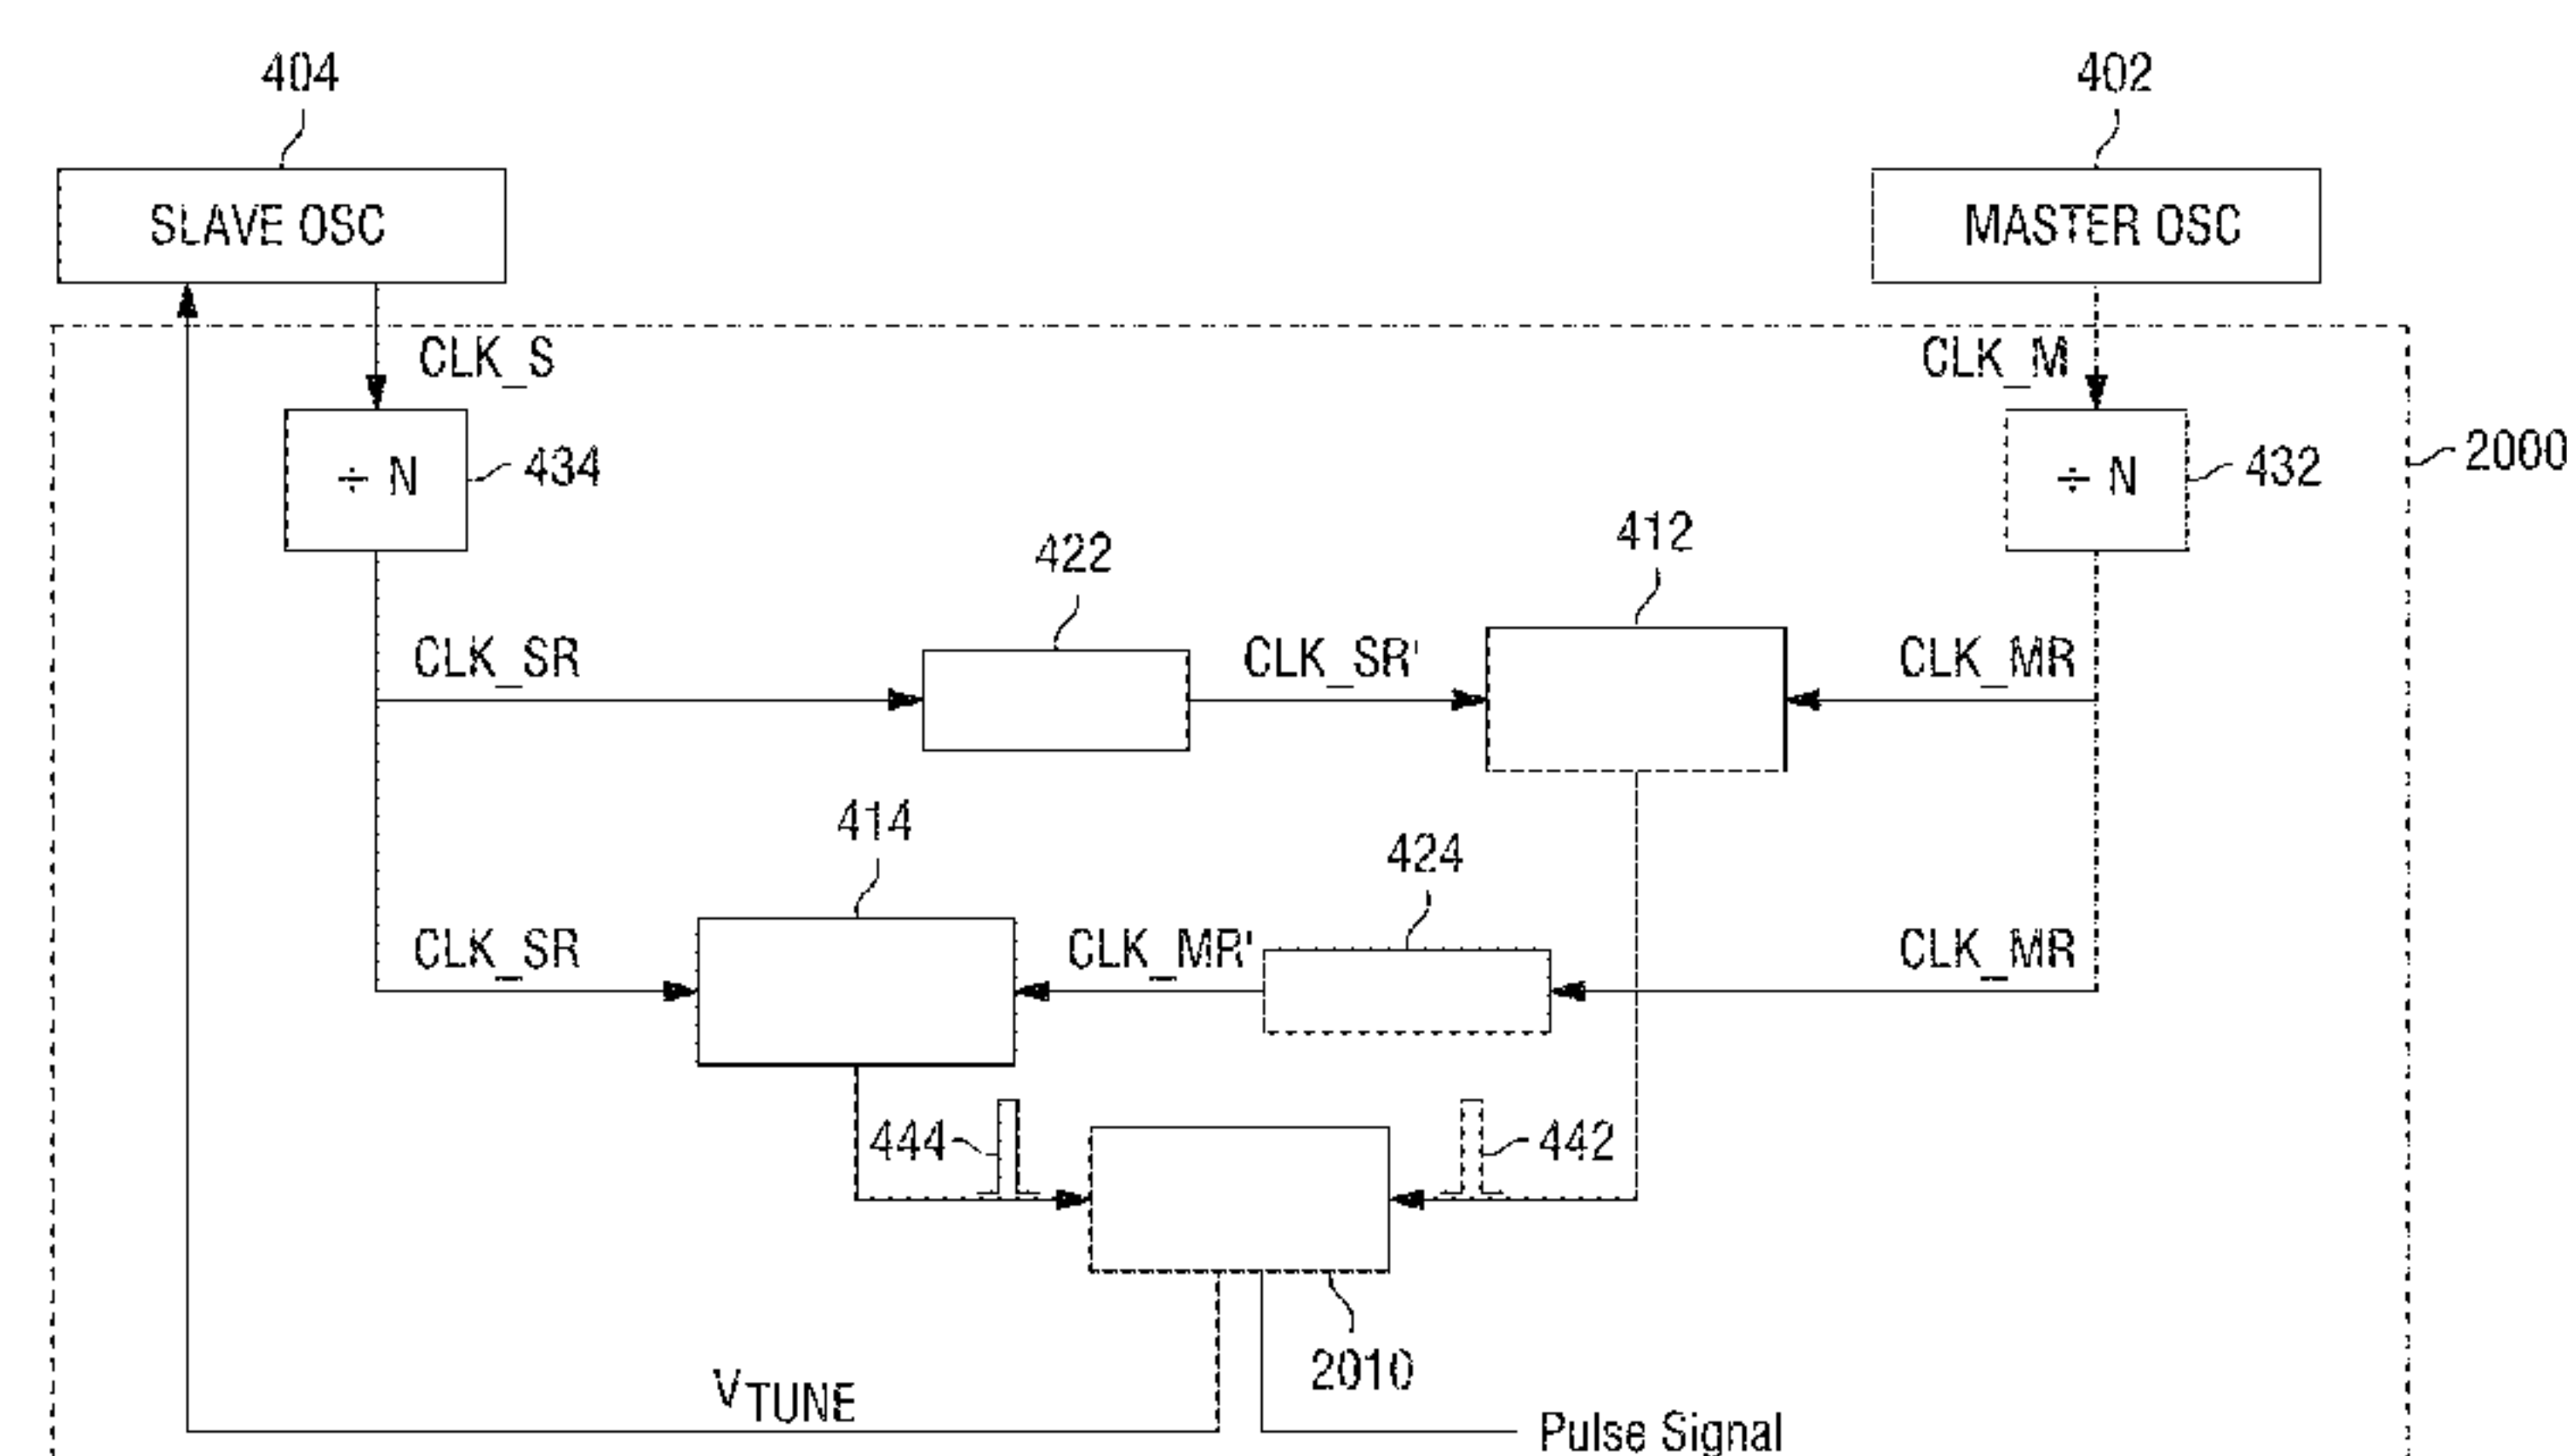 404
402
SLAVE OSC
MASTER OSC
CLK_S
CLK_M
÷ N
434
÷ N
432
2000
422
412
CLK_SR
CLK_SR'
CLK_MR
414
424
CLK_SR
CLK_MR'
CLK_MR
444
442
2010
VTUNE
Pulse Signal